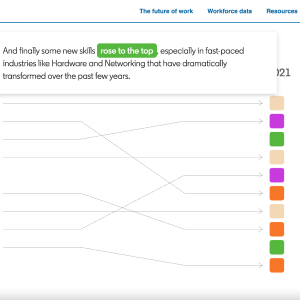 The future of work Workforce data Resources
And finally some new skills rose to the top, especially in fast-paced
industries like Hardware and Networking that have dramatically
transformed over the past few years.
021